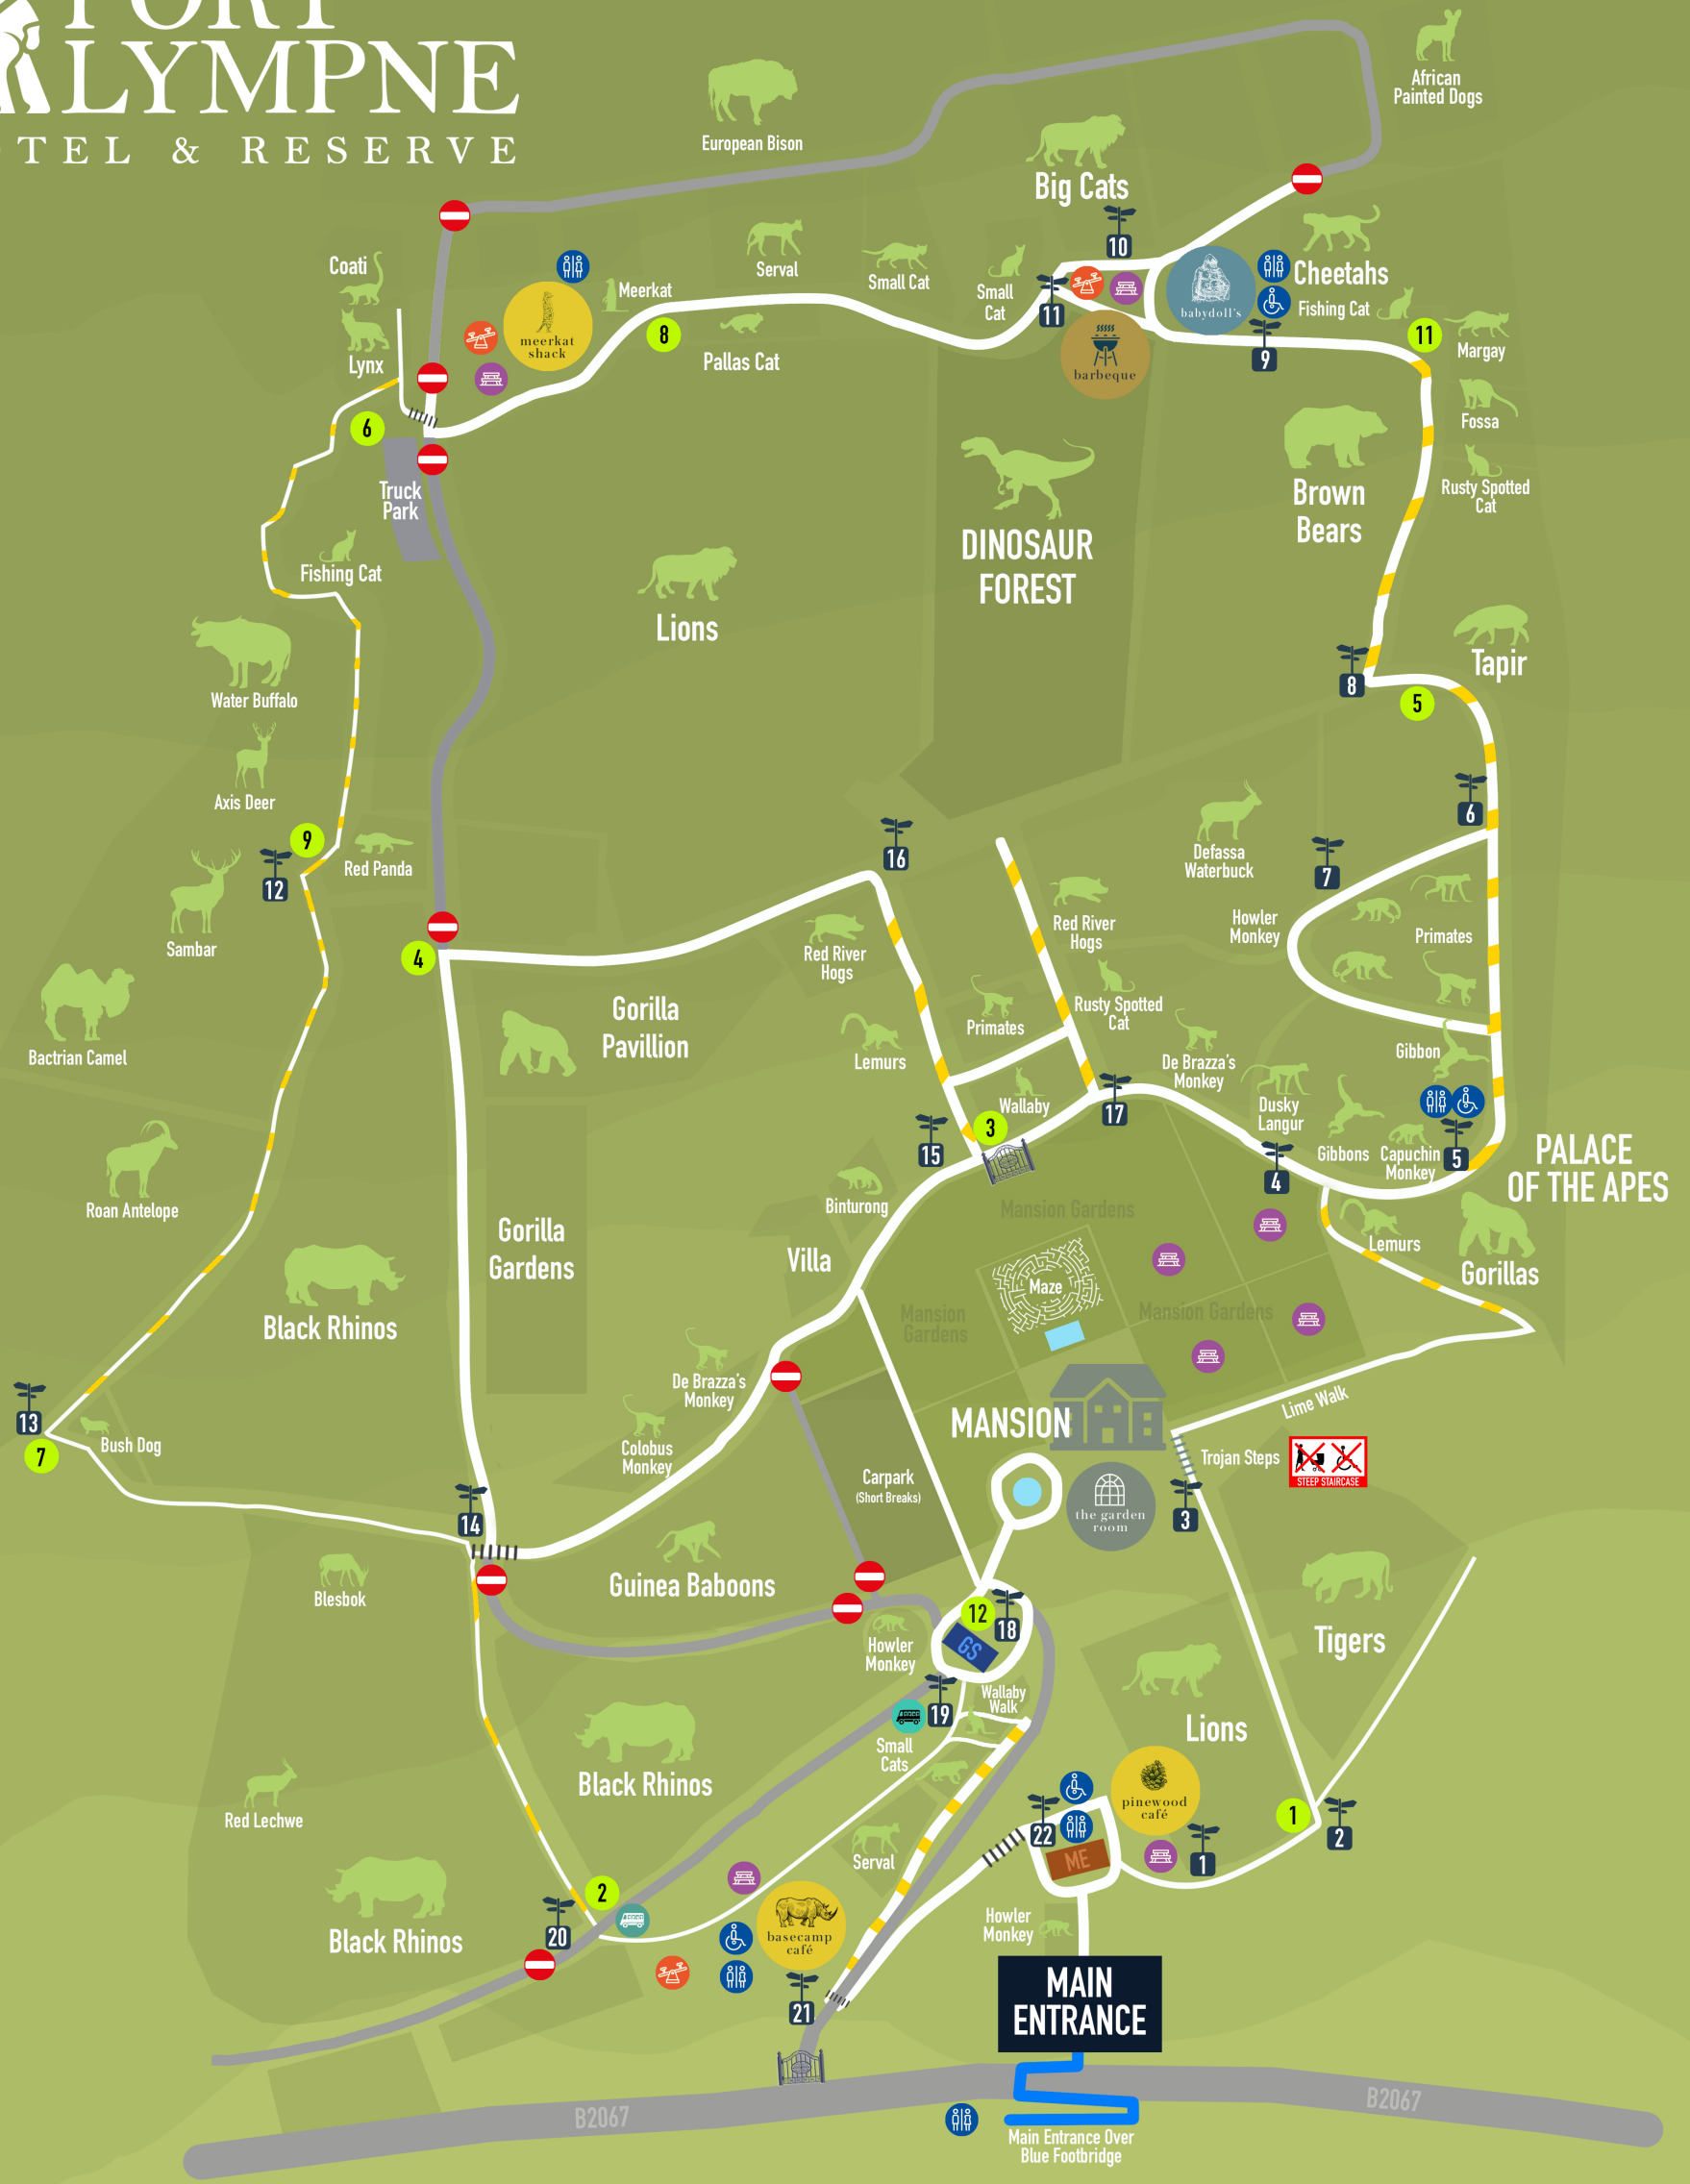 PORT
LYMPNE
TEL & RESERVE
African
Painted Dogs
European Bison
Big Cats
10
Coati
Serval
Small Cat
Small
Cat
Cheetahs
Meerkat
babydoll's
Fishing Cat
11
11
meerkat
shack
8
Margay
Lynx
Pallas Cat
9
barbeque
Fossa
6
Truck
Park
Brown
Bears
Rusty Spotted
Cat
DINOSAUR
FOREST
Fishing Cat
Lions
Tapir
8
5
Water Buffalo
Axis Deer
6
9
12
Red Panda
16
Defassa
Waterbuck
7
Sambar
4
Red River
Hogs
Red River
Hogs
Howler
Monkey
Primates
Gorilla
Pavillion
Primates
Rusty Spotted
Cat
Bactrian Camel
Lemurs
De Brazza's
Monkey
Gibbon
Wallaby
17
Dusky
Langur
3
15
Gibbons
Capuchin
Monkey
5
PALACE
OF THE APES
4
Roan Antelope
Binturong
Mansion Gardens
Gorilla
Gardens
Villa
Lemurs
Gorillas
Maze
Black Rhinos
Mansion
Gardens
Mansion Gardens
De Brazza's
Monkey
13
7
Bush Dog
Colobus
Monkey
MANSION
Lime Walk
Trojan Steps
STEEP STAIRCASE
Carpark
(Short Breaks)
14
the garden
room
3
Blesbok
Guinea Baboons
12
18
GS
Howler
Monkey
Tigers
Wallaby
Walk
19
Small
Cats
Lions
Black Rhinos
Red Lechwe
pinewood
café
1
2
22
ME
1
Serval
2
20
basecamp
café
Howler
Monkey
Black Rhinos
21
MAIN
ENTRANCE
B2067
B2067
Main Entrance Over
Blue Footbridge